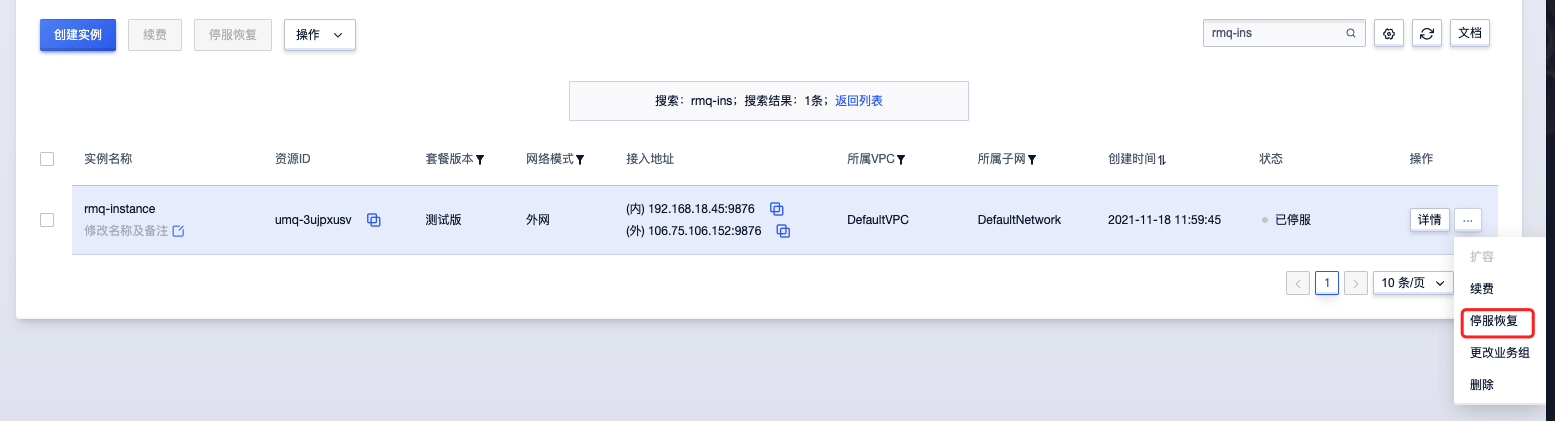 创建实例 续费 停服恢复 操作 rmq-ins 文档
搜索：rmq-ins；搜索结果：1条；返回列表
实例名称 资源ID 套餐版本 网络模式 接入地址 所属VPC 所属子网 创建时间 状态 操作
rmq-instance
修改名称及备注
umq-3ujpxusv
测试版
外网
(内) 192.168.18.45:9876
(外) 106.75.106.152:9876
DefaultVPC
DefaultNetwork
2021-11-18 11:59:45
已停服
详情 ...
1 10 条/页
扩容
续费
停服恢复
更改业务组
删除